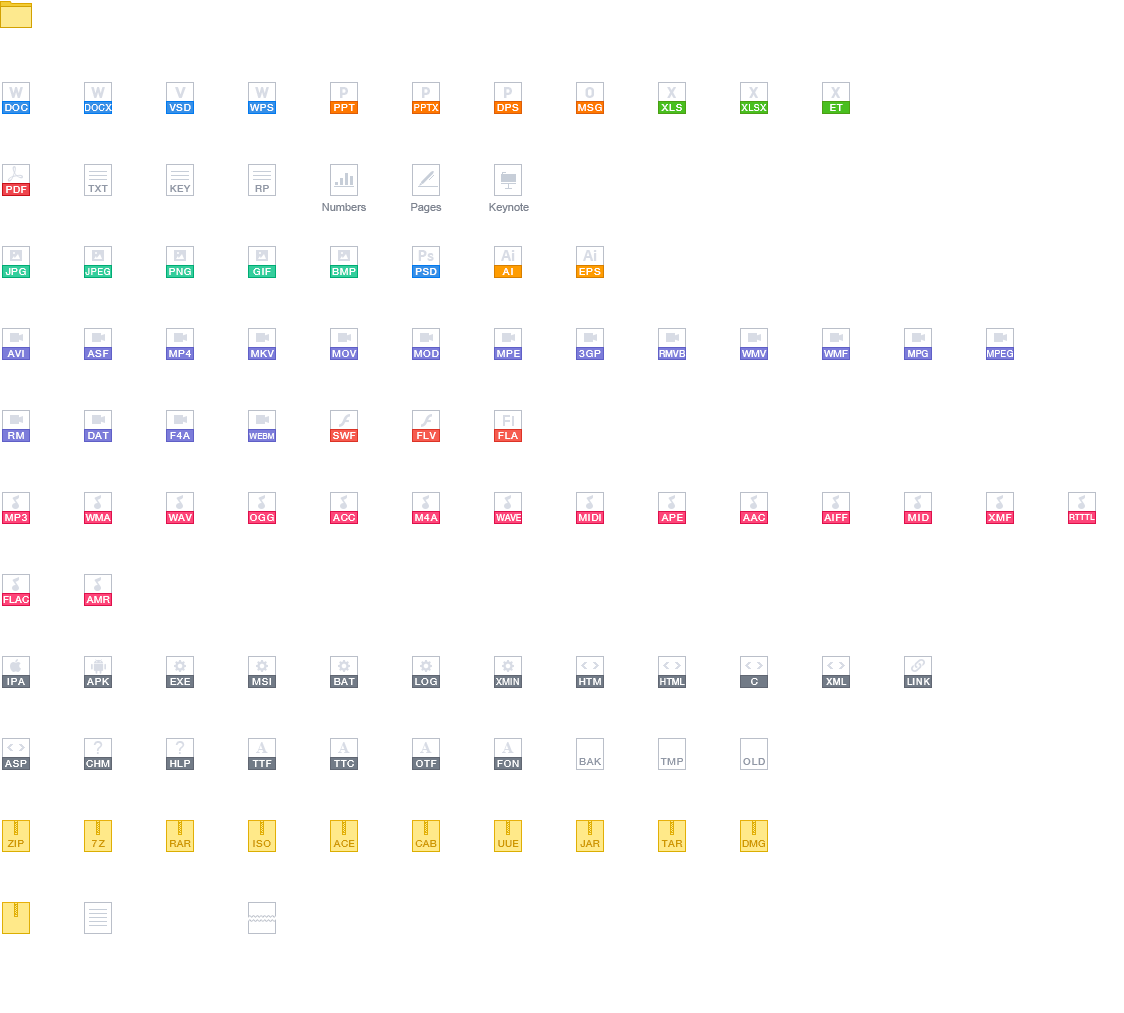 W W V W P P P O X X X
DOC DOCX VSD WPS PPT PPTX DPS MSG XLS XLSX ET
PDF TXT KEY RP
Numbers Pages Keynote
Ps Ai Ai
JPG JPEG PNG GIF BMP PSD AI EPS
AVI ASF MP4 MKV MOV MOD MPE 3GP RMVB WMV WMF MPG MPEG
Fl
RM DAT F4A WEBM SWF FLV FLA
MP3 WMA WAV OGG ACC M4A WAVE MIDI APE AAC AIFF MID XMF RTTTL
FLAC AMR
< > < > < > < >
IPA APK EXE MSI BAT LOG XMIN HTM HTML C XML LINK
< > ? ? A A A A
ASP CHM HLP TTF TTC OTF FON BAK TMP OLD
ZIP 7Z RAR ISO ACE CAB UUE JAR TAR DMG